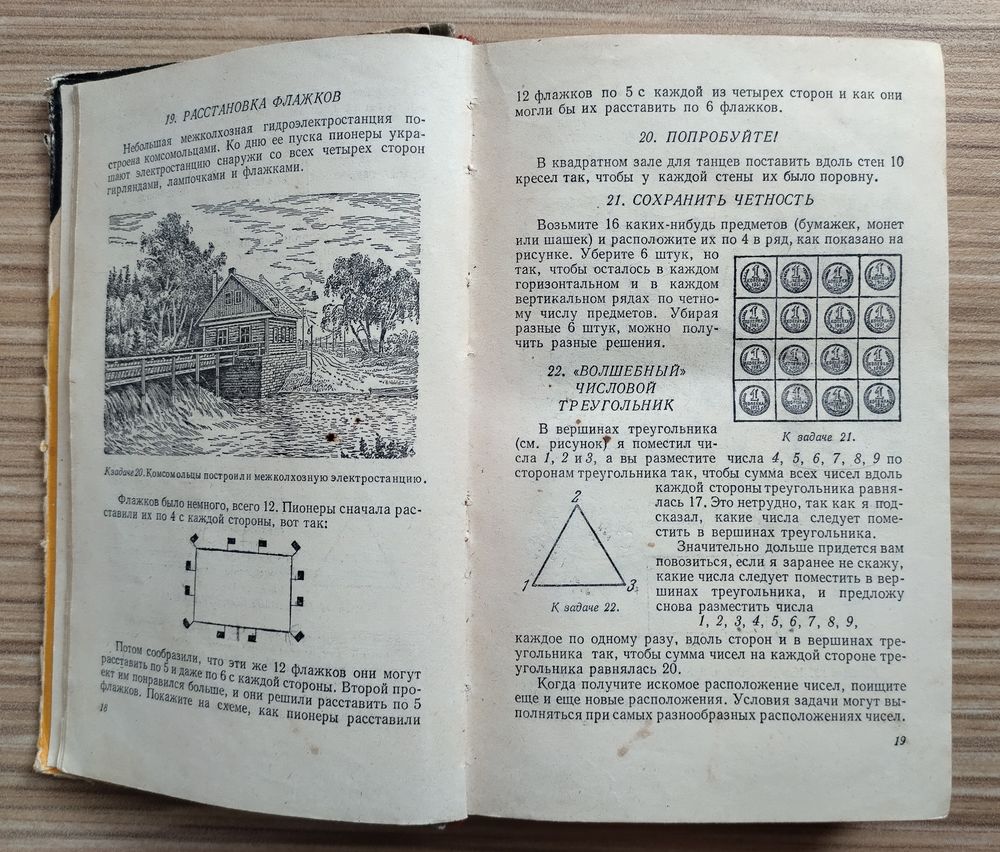 19. РАССТАНОВКА ФЛАЖКОВ
Небольшая межколхозная гидроэлектростанция по-
строена комсомольцами. Ко дню ее пуска пионеры укра-
шают электростанцию снаружи со всех четырех сторон
гирляндами, лампочками и флажками.
К задаче 20. Комсомольцы построили межколхозную электростанцию.
Флажков было немного, всего 12. Пионеры сначала рас-
ставили их по 4 с каждой стороны, вот так:
Потом сообразили, что эти же 12 флажков они могут
расставить по 5 и даже по 6 с каждой стороны. Второй про-
ект им понравился больше, и они решили расставить по 5
флажков. Покажите на схеме, как пионеры расставили
18
12 флажков по 5 с каждой из четырех сторон и как они
могли бы их расставить по 6 флажков.
20. ПОПРОБУЙТЕ!
В квадратном зале для танцев поставить вдоль стен 10
кресел так, чтобы у каждой стены их было поровну.
21. СОХРАНИТЬ ЧЕТНОСТЬ
Возьмите 16 каких-нибудь предметов (бумажек, монет
или шашек) и расположите их по 4 в ряд, как показано на
рисунке. Уберите 6 штук, но
так, чтобы осталось в каждом
горизонтальном и в каждом
вертикальном рядах по четно-
му числу предметов. Убирая
разные 6 штук, можно полу-
чить разные решения.
К задаче 21.
22. «ВОЛШЕБНЫЙ»
ЧИСЛОВОЙ
ТРЕУГОЛЬНИК
В вершинах треугольника
(см. рисунок) я поместил чи-
сла 1, 2 и 3, а вы разместите числа 4, 5, 6, 7, 8, 9 по
сторонам треугольника так, чтобы сумма всех чисел вдоль
каждой стороны треугольника равня-
лась 17. Это нетрудно, так как я под-
сказал, какие числа следует поме-
стить в вершинах треугольника.
Значительно дольше придется вам
повозиться, если я заранее не скажу,
какие числа следует поместить в вер-
шинах треугольника, и предложу
снова разместить числа
1, 2, 3, 4, 5, 6, 7, 8, 9,
2
1
3
К задаче 22.
каждое по одному разу, вдоль сторон и в вершинах тре-
угольника так, чтобы сумма чисел на каждой стороне тре-
угольника равнялась 20.
Когда получите искомое расположение чисел, поищите
еще и еще новые расположения. Условия задачи могут вы-
полняться при самых разнообразных расположениях чисел.
19